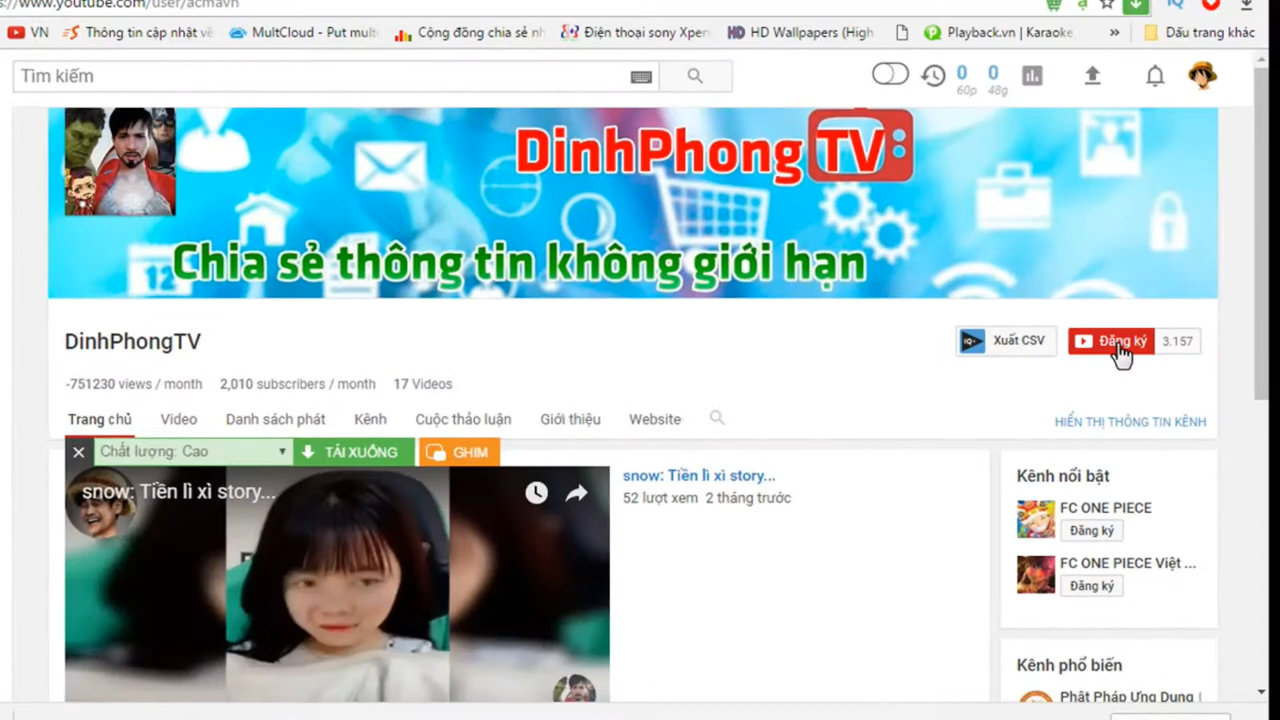 ://www.youtube.com/user/acmavn
VN Thông tin cập nhật về MultCloud - Put mult Cộng đồng chia sẻ nh Điện thoại sony Xper HD Wallpapers (High Playback.vn | Karaoke » Dấu trang khác
Tìm kiếm 0 0
60p 48g
DinhPhong TV:
Chia sẻ thông tin không giới hạn
12
DinhPhongTV Xuất CSV Đăng ký 3.157
-751230 views / month 2,010 subscribers / month 17 Videos
Trang chủ Video Danh sách phát Kênh Cuộc thảo luận Giới thiệu Website HIỂN THỊ THÔNG TIN KÊNH
Chất lượng: Cao TẢI XUỐNG GHIM
snow: Tiền lì xì story...
snow: Tiền lì xì story...
52 lượt xem 2 tháng trước
Kênh nổi bật
FC ONE PIECE
Đăng ký
FC ONE PIECE Việt ...
Đăng ký
Kênh phổ biến
Phật Pháp Ứng Dụng |